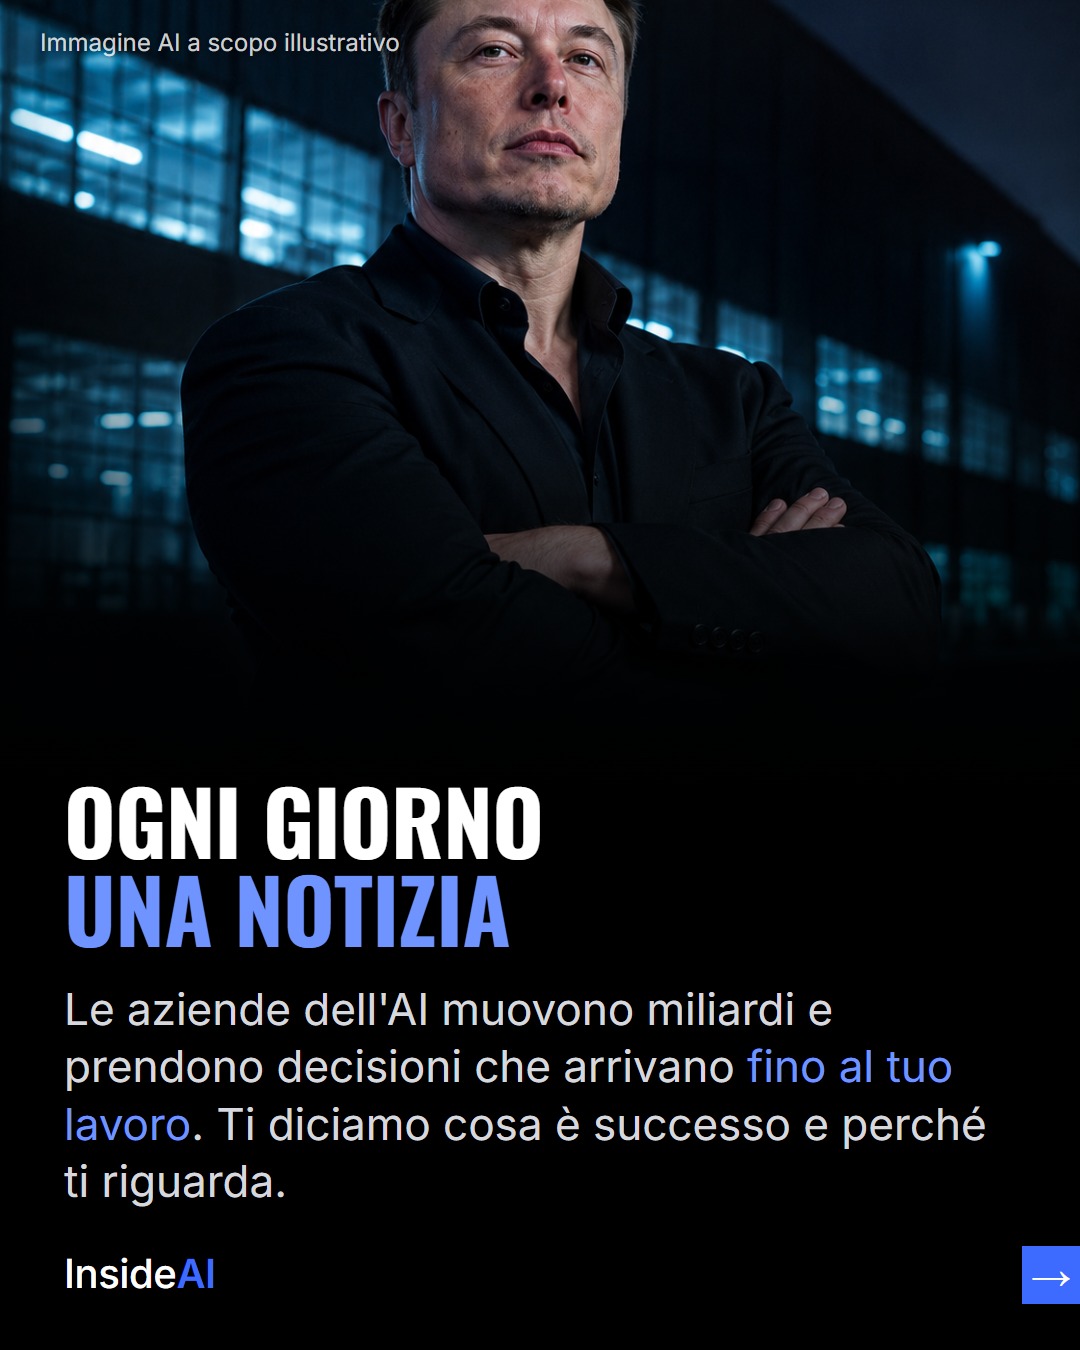 Immagine AI a scopo illustrativo
OGNI GIORNO
UNA NOTIZIA
Le aziende dell'AI muovono miliardi e
prendono decisioni che arrivano fino al tuo
lavoro. Ti diciamo cosa è successo e perché
ti riguarda.
InsideAI
→